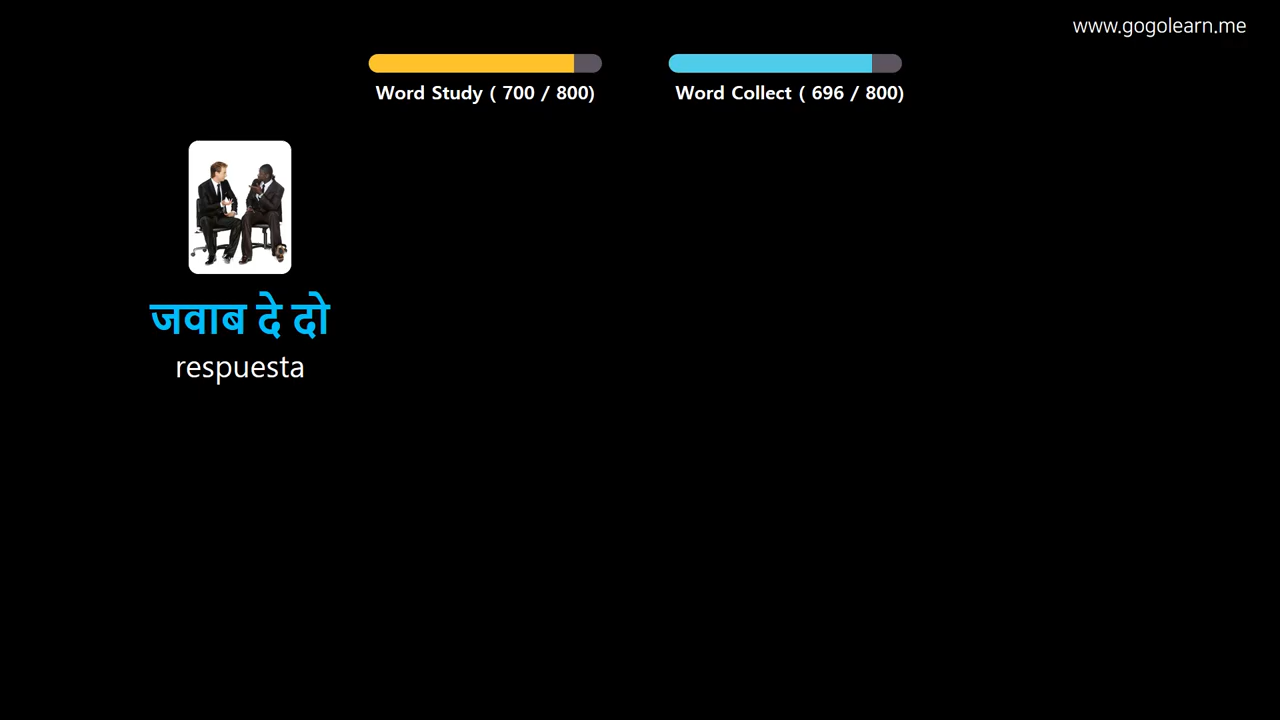 www.gogolearn.me
Word Study ( 700 / 800)
Word Collect ( 696 / 800)
जवाब दे दो
respuesta